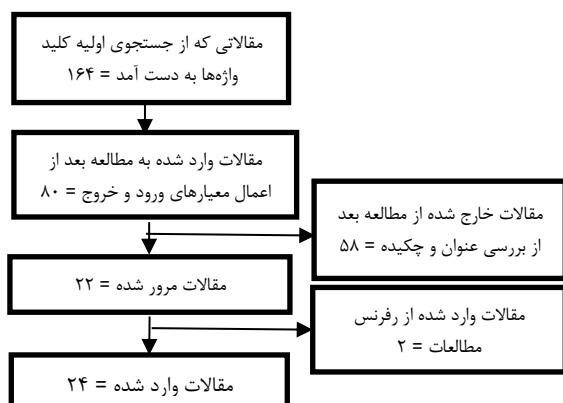 مقالاتی که از جستجوی اولیه کلید
واژه‌ها به دست آمد = ۱۶۴
مقالات وارد شده به مطالعه بعد از
اعمال معیارهای ورود و خروج = ۸۰
مقالات خارج شده از مطالعه بعد
از بررسی عنوان و چکیده = ۵۸
مقالات مرور شده = ۲۲
مقالات وارد شده از رفرنس
مطالعات = ۲
مقالات وارد شده = ۲۴